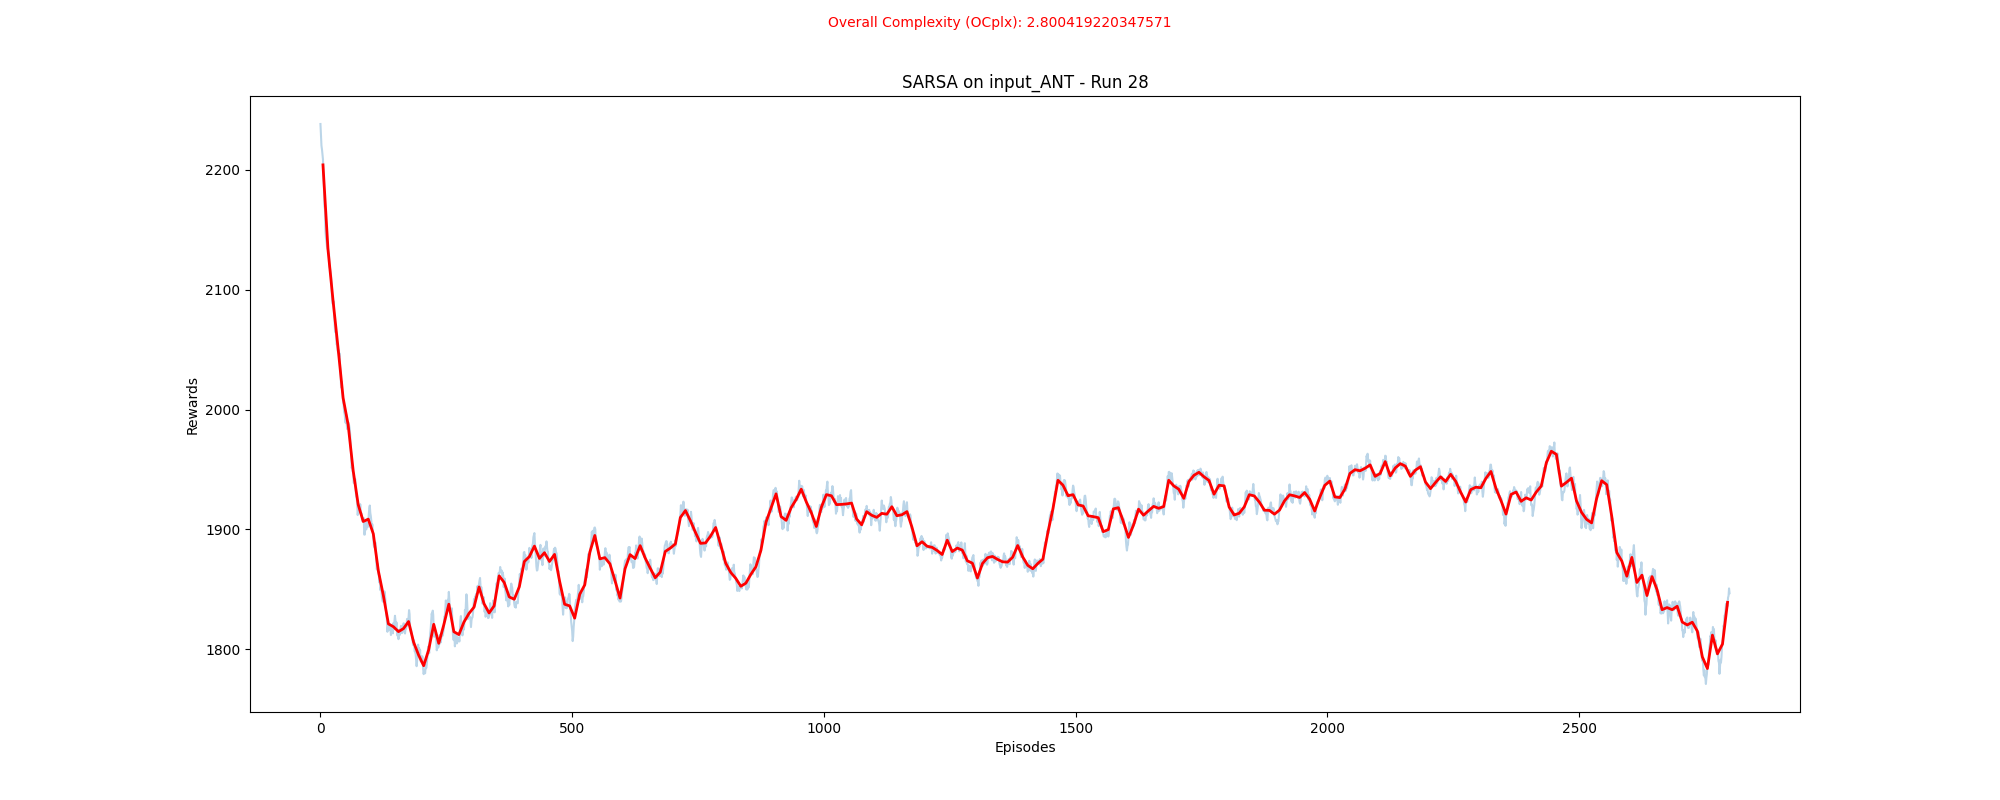 Overall Complexity (OCplx): 2.800419220347571
SARSA on input_ANT - Run 28
2200
2100
2000
1900
1800
Rewards
0 500 1000 1500 2000 2500
Episodes